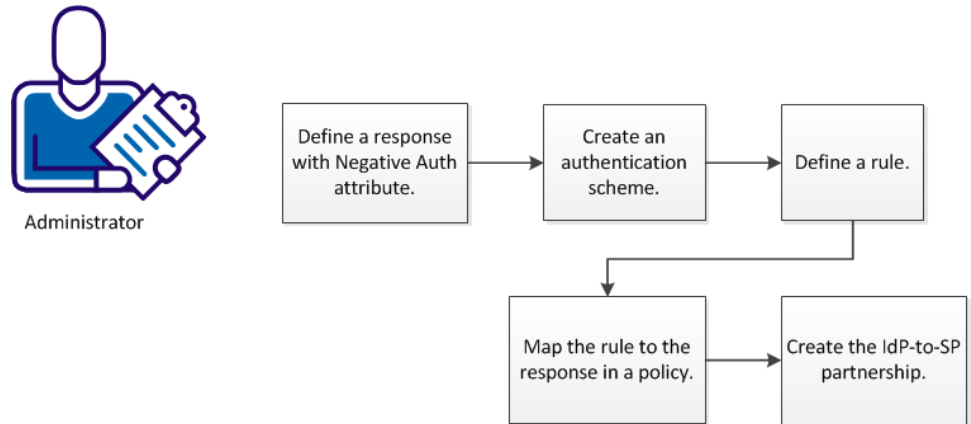 Administrator
Define a response
with Negative Auth
attribute.
Create an
authentication
scheme.
Define a rule.
Map the rule to the
response in a policy.
Create the IdP-to-SP
partnership.